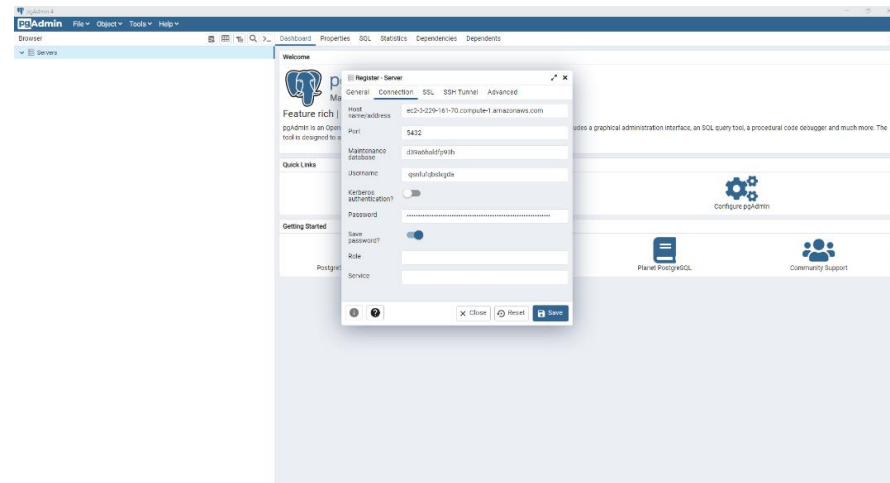 pgAdmin 4
pgAdmin File Object Tools Help
Browser
Dashboard Properties SQL Statistics Dependencies Dependents
Servers
Welcome
Register - Server
General Connection SSL SSH Tunnel Advanced
Feature rich |
Host name/address ec2-3-229-161-70.compute-1.amazonaws.com
pgAdmin is an Open
udes a graphical administration interface, an SQL query tool, a procedural code debugger and much more. The
tool is designed to a
Port 5432
Maintenance database
Quick Links
Username
Kerberos authentication?
Configure pgAdmin
Password
Getting Started
Save password?
Role
Planet PostgreSQL
Community Support
Service
Close Reset Save